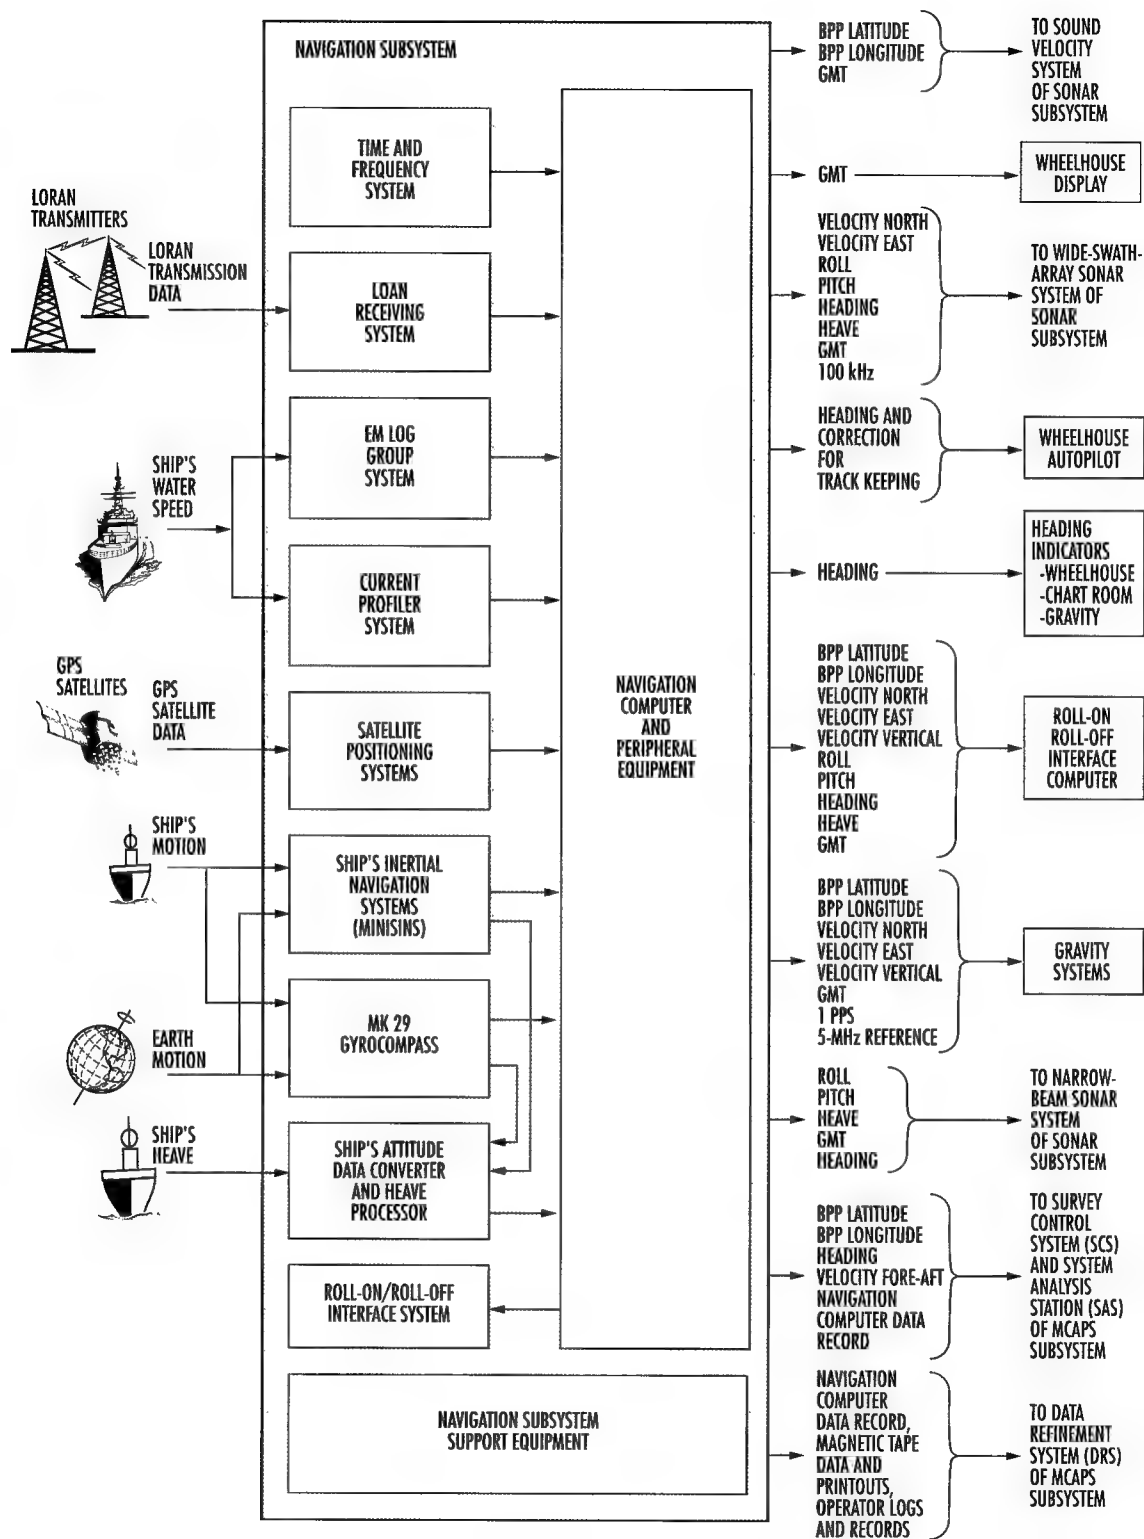 NAVIGATION SUBSYSTEM
LORAN
TRANSMITTERS
LORAN
TRANSMISSION
DATA
SHIP'S
WATER
SPEED
GPS
SATELLITES
GPS
SATELLITE
DATA
SHIP'S
MOTION
EARTH
MOTION
SHIP'S
HEAVE
TIME AND
FREQUENCY
SYSTEM
LOAN
RECEIVING
SYSTEM
EM LOG
GROUP
SYSTEM
CURRENT
PROFILER
SYSTEM
SATELLITE
POSITIONING
SYSTEMS
SHIP'S INERTIAL
NAVIGATION
SYSTEMS
(MINISINS)
MK 29
GYROCOMPASS
SHIP'S ATTITUDE
DATA CONVERTER
AND HEAVE
PROCESSOR
ROLL-ON/ROLL-OFF
INTERFACE SYSTEM
NAVIGATION SUBSYSTEM
SUPPORT EQUIPMENT
NAVIGATION
COMPUTER
AND
PERIPHERAL
EQUIPMENT
BPP LATITUDE
BPP LONGITUDE
GMT
TO SOUND
VELOCITY
SYSTEM
OF SONAR
SUBSYSTEM
GMT
WHEELHOUSE
DISPLAY
VELOCITY NORTH
VELOCITY EAST
ROLL
PITCH
HEADING
HEAVE
GMT
100 kHz
TO WIDE-SWATH-
ARRAY SONAR
SYSTEM OF
SONAR
SUBSYSTEM
HEADING AND
CORRECTION
FOR
TRACK KEEPING
WHEELHOUSE
AUTOPILOT
HEADING
HEADING
INDICATORS
-WHEELHOUSE
-CHART ROOM
-GRAVITY
BPP LATITUDE
BPP LONGITUDE
VELOCITY NORTH
VELOCITY EAST
VELOCITY VERTICAL
ROLL
PITCH
HEADING
HEAVE
GMT
ROLL-ON
ROLL-OFF
INTERFACE
COMPUTER
BPP LATITUDE
BPP LONGITUDE
VELOCITY NORTH
VELOCITY EAST
VELOCITY VERTICAL
GMT
1 PPS
5-MHz REFERENCE
GRAVITY
SYSTEMS
ROLL
PITCH
HEAVE
GMT
HEADING
TO NARROW-
BEAM SONAR
SYSTEM
OF SONAR
SUBSYSTEM
BPP LATITUDE
BPP LONGITUDE
HEADING
VELOCITY FORE-AFT
NAVIGATION
COMPUTER DATA
RECORD
TO SURVEY
CONTROL
SYSTEM (SCS)
AND SYSTEM
ANALYSIS
STATION (SAS)
OF MCAPS
SUBSYSTEM
NAVIGATION
COMPUTER
DATA RECORD,
MAGNETIC TAPE
DATA AND
PRINTOUTS,
OPERATOR LOGS
AND RECORDS
TO DATA
REFINEMENT
SYSTEM (DRS)
OF MCAPS
SUBSYSTEM